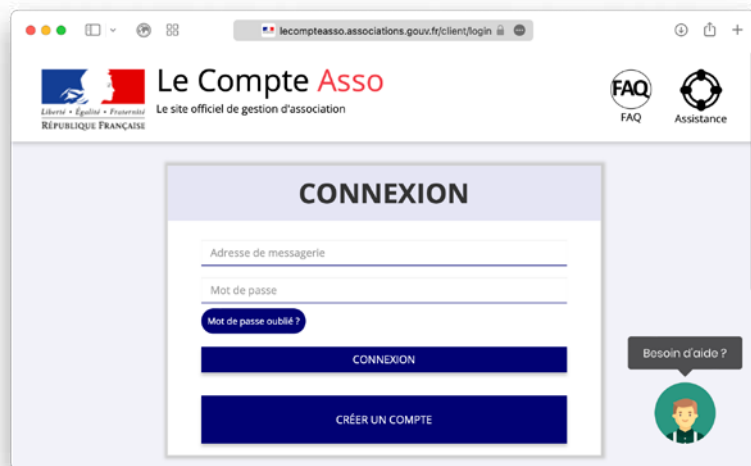 lecompteasso.associations.gouv.fr/client/login
Le Compte Asso
Le site officiel de gestion d'association
Liberté • Égalité • Fraternité
RÉPUBLIQUE FRANÇAISE
FAQ
FAQ
Assistance
CONNEXION
Adresse de messagerie
Mot de passe
Mot de passe oublié ?
CONNEXION
Besoin d'aide ?
CRÉER UN COMPTE